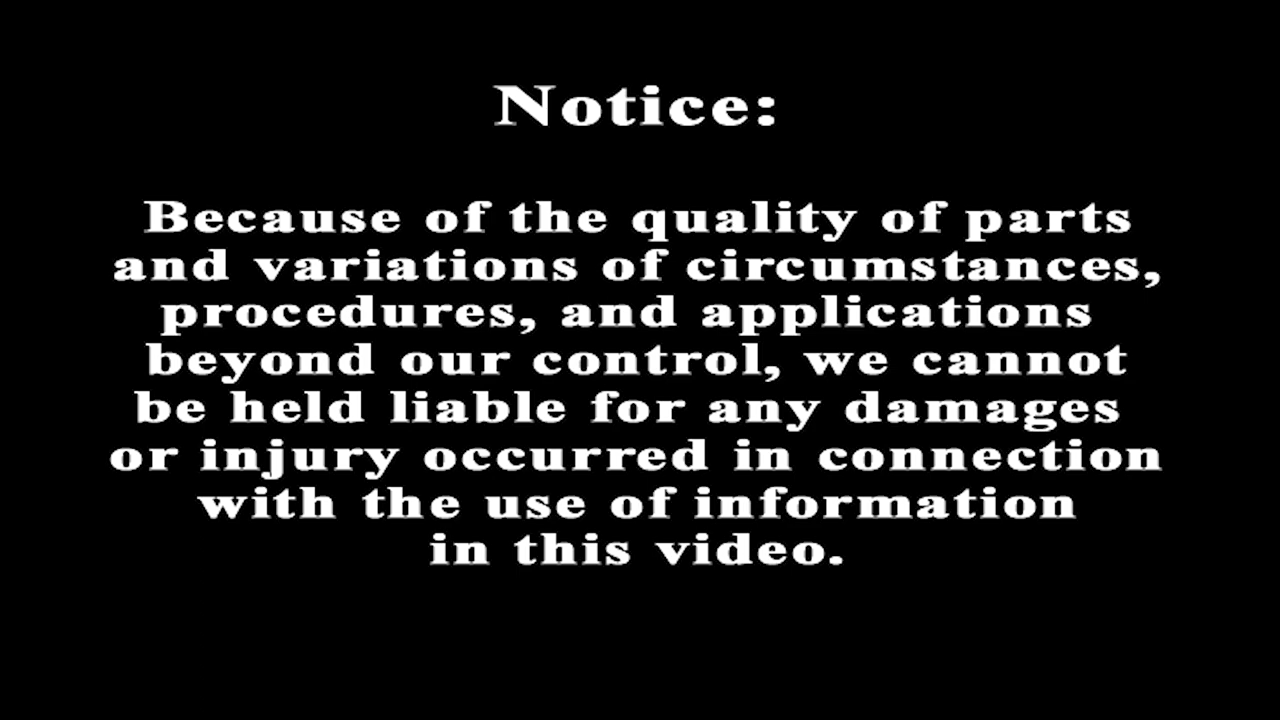 Notice:
Because of the quality of parts
and variations of circumstances,
procedures, and applications
beyond our control, we cannot
be held liable for any damages
or injury occurred in connection
with the use of information
in this video.